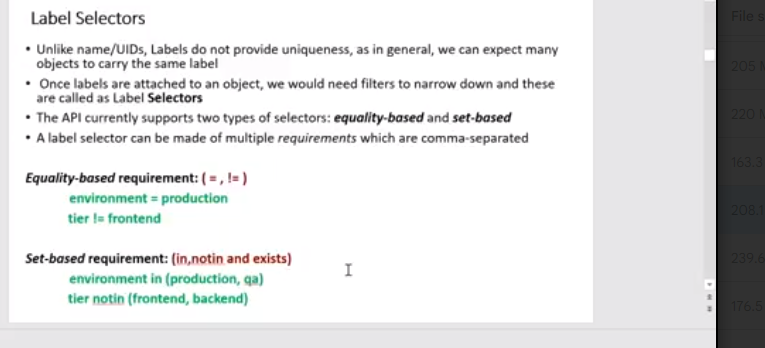 Label Selectors
• Unlike name/UIDs, Labels do not provide uniqueness, as in general, we can expect many
objects to carry the same label
• Once labels are attached to an object, we would need filters to narrow down and these
are called as Label Selectors
• The API currently supports two types of selectors: equality-based and set-based
• A label selector can be made of multiple requirements which are comma-separated
Equality-based requirement: ( = , != )
environment = production
tier != frontend
Set-based requirement: (in,notin and exists)
environment in (production, qa)
tier notin (frontend, backend)
File s
205
220
163.3
208.1
239.6
176.5